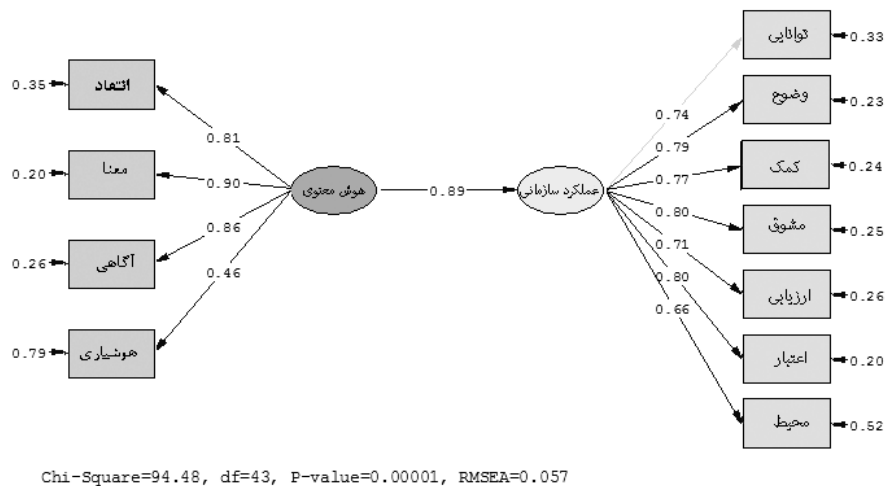 توانایی
0.33
0.35
انتقاد
0.74
وضوح
0.23
0.81
0.79
0.20
معنا
0.90
0.77
کمک
0.24
هوش معنوی
0.89
عملکرد سازمانی
0.86
0.80
مشوق
0.25
0.26
آگاهی
0.46
0.71
0.80
ارزیابی
0.26
0.66
0.79
هوشیاری
اعتبار
0.20
محیط
0.52
Chi-Square=94.48, df=43, P-value=0.00001, RMSEA=0.057